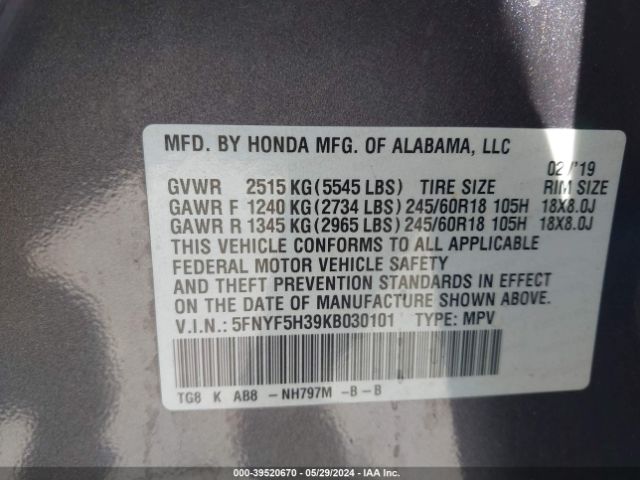 MFD. BY HONDA MFG. OF ALABAMA, LLC
02/'19
GVWR 2515 KG (5545 LBS) TIRE SIZE RIM SIZE
GAWR F 1240 KG (2734 LBS) 245/60R18 105H 18X8.0J
GAWR R 1345 KG (2965 LBS) 245/60R18 105H 18X8.0J
THIS VEHICLE CONFORMS TO ALL APPLICABLE
FEDERAL MOTOR VEHICLE SAFETY
AND THEFT PREVENTION STANDARDS IN EFFECT
ON THE DATE OF MANUFACTURE SHOWN ABOVE.
V.I.N.: 5FNYF5H39KB030101 TYPE: MPV
TG8 K AB8 -NH797M -B -B
000-39520670 - 05/29/2024 - IAA Inc.